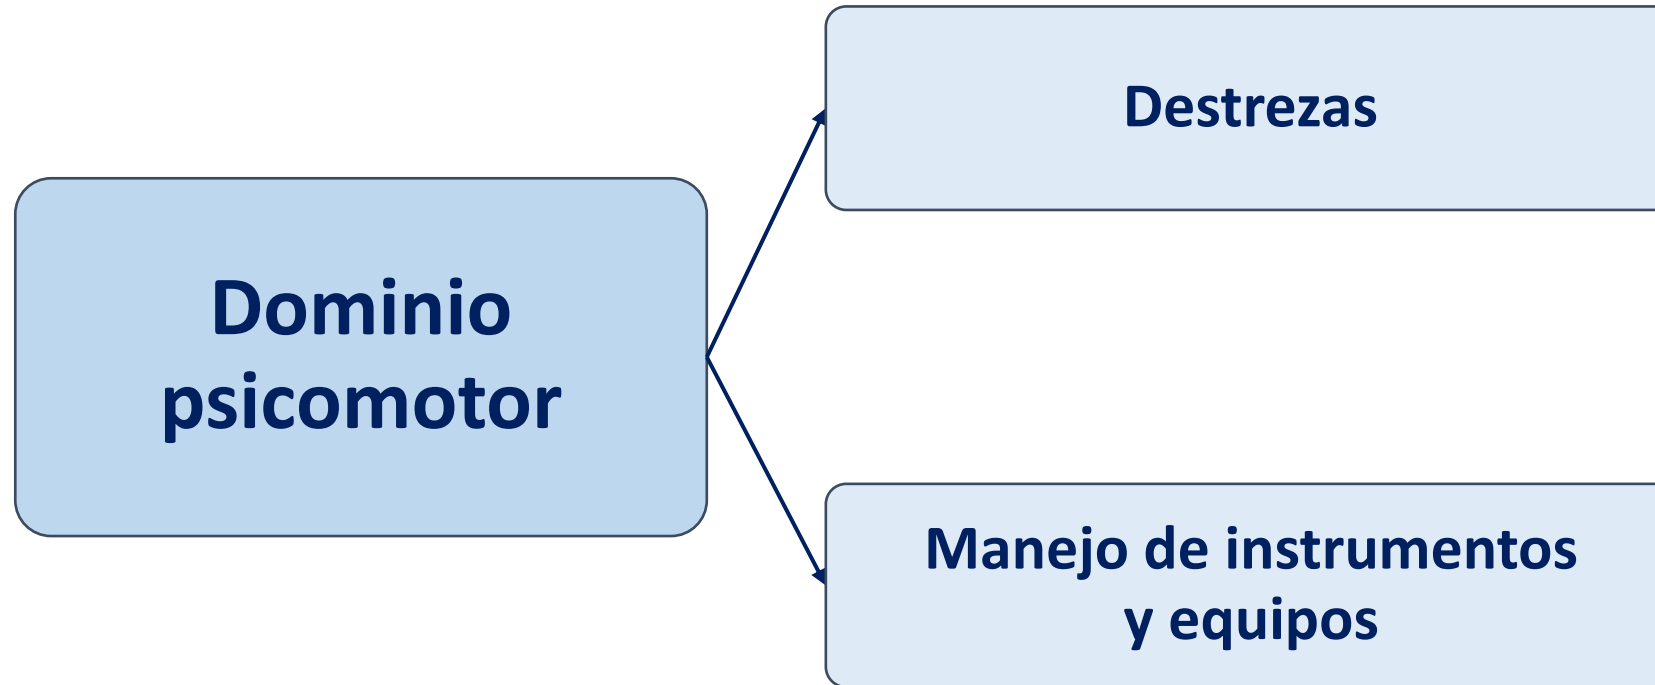 Dominio
psicomotor
Destrezas
Manejo de instrumentos
y equipos